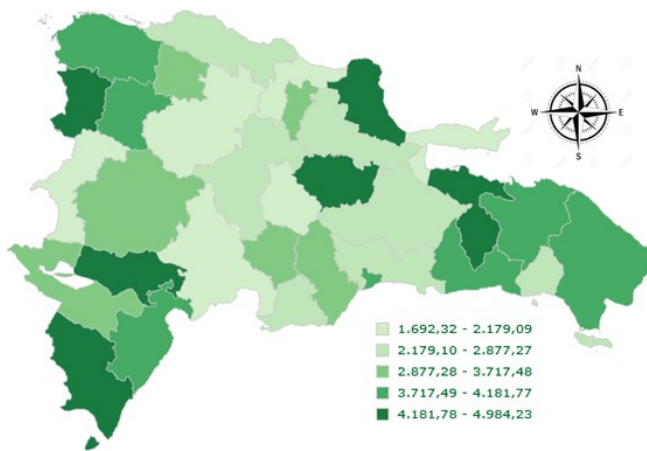 N
W E
S
1.692,32 - 2.179,09
2.179,10 - 2.877,27
2.877,28 - 3.717,48
3.717,49 - 4.181,77
4.181,78 - 4.984,23